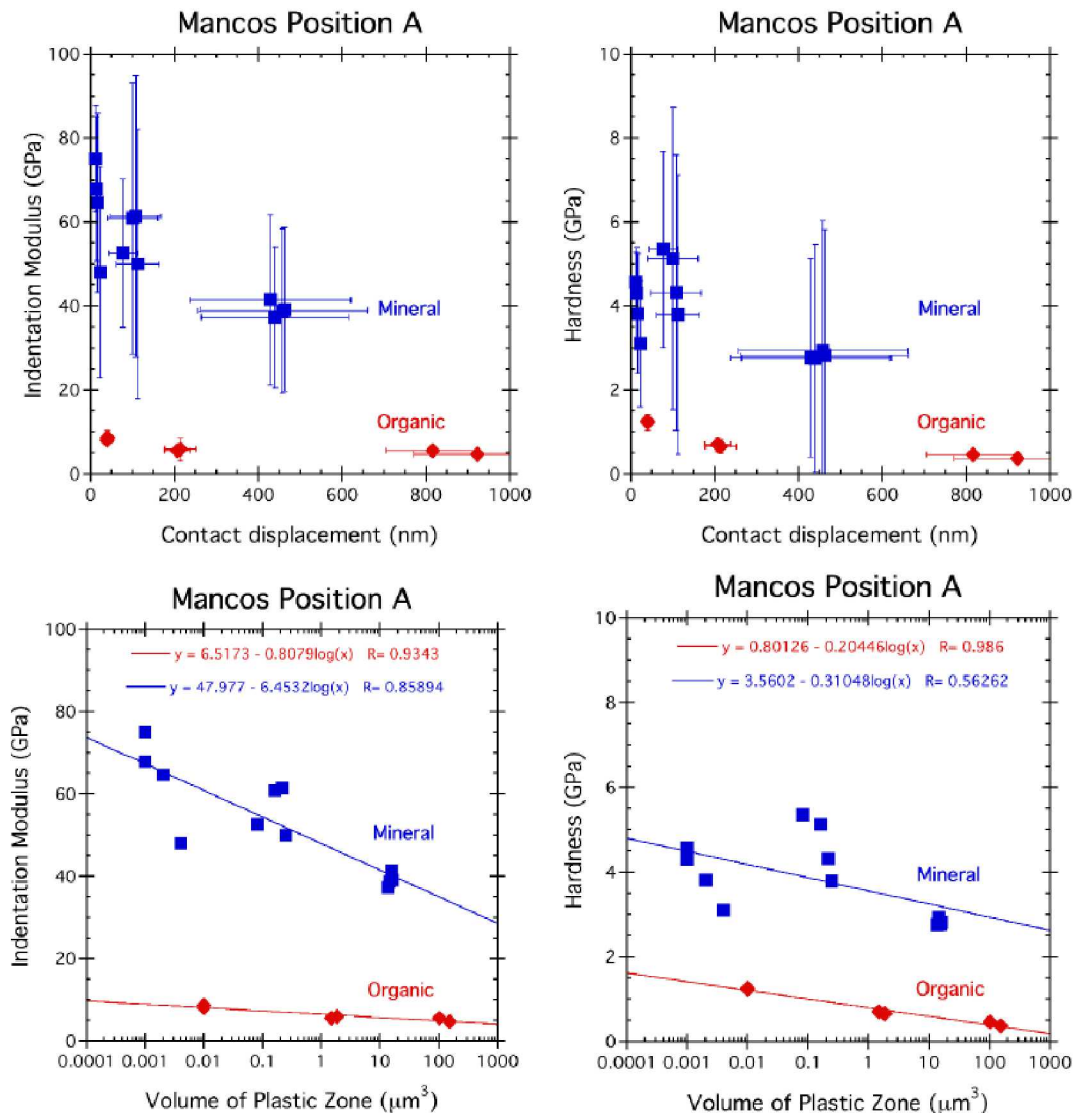 Mancos Position A
Indentation Modulus (GPa)
100
80
60
40
20
0
Mineral
Organic
0 200 400 600 800 1000
Contact displacement (nm)
Mancos Position A
Hardness (GPa)
10
8
6
4
2
0
Mineral
Organic
0 200 400 600 800 1000
Contact displacement (nm)
Mancos Position A
Indentation Modulus (GPa)
100
80
60
40
20
0
y = 6.5173 - 0.8079log(x) R= 0.9343
y = 47.977 - 6.4532log(x) R= 0.85894
Mineral
Organic
0.0001 0.001 0.01 0.1 1 10 100 1000
Volume of Plastic Zone (μm³)
Mancos Position A
Hardness (GPa)
10
8
6
4
2
0
y = 0.80126 - 0.20446log(x) R= 0.986
y = 3.5602 - 0.31048log(x) R= 0.56262
Mineral
Organic
0.0001 0.001 0.01 0.1 1 10 100 1000
Volume of Plastic Zone (μm³)